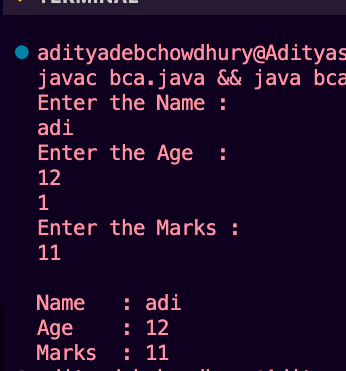 TERMINAL
adityadebchowdhury@Adityas
javac bca.java && java bca
Enter the Name :
adi
Enter the Age  :
12
1
Enter the Marks :
11
Name   : adi
Age    : 12
Marks  : 11